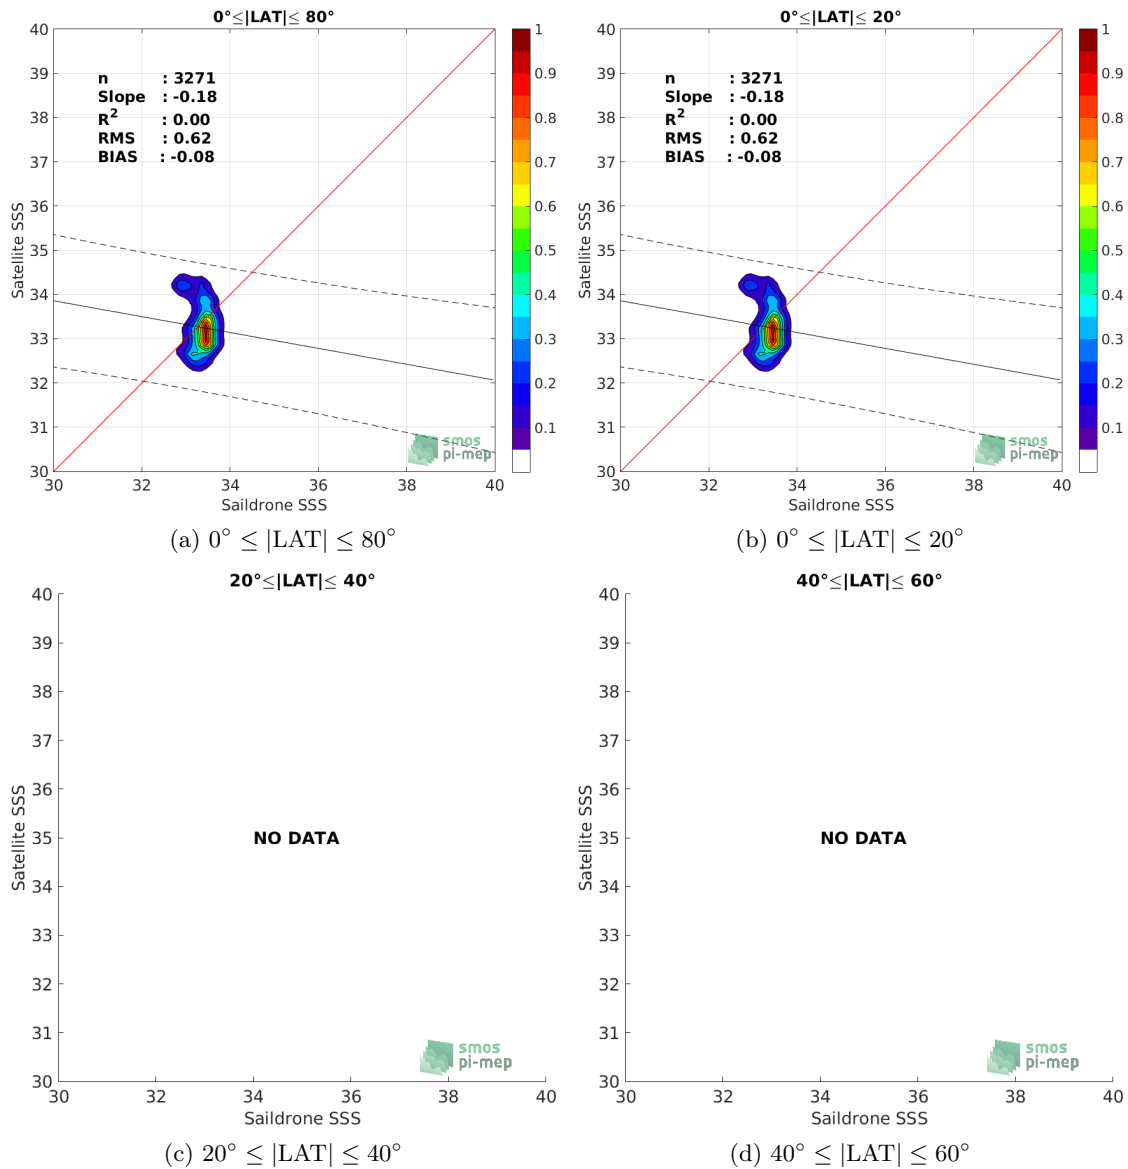 0°≤|LAT|≤ 80°
40
39
38
37
36
35
34
33
32
31
30
Satellite SSS
n : 3271
Slope : -0.18
R2 : 0.00
RMS : 0.62
BIAS : -0.08
smos
pi-mep
30 32 34 36 38 40
Saildrone SSS
1
0.9
0.8
0.7
0.6
0.5
0.4
0.3
0.2
0.1
(a) 0° ≤ |LAT| ≤ 80°
0°≤|LAT|≤ 20°
40
39
38
37
36
35
34
33
32
31
30
Satellite SSS
n : 3271
Slope : -0.18
R2 : 0.00
RMS : 0.62
BIAS : -0.08
smos
pi-mep
30 32 34 36 38 40
Saildrone SSS
1
0.9
0.8
0.7
0.6
0.5
0.4
0.3
0.2
0.1
(b) 0° ≤ |LAT| ≤ 20°
20°≤|LAT|≤ 40°
40
39
38
37
36
35
34
33
32
31
30
Satellite SSS
NO DATA
smos
pi-mep
30 32 34 36 38 40
Saildrone SSS
(c) 20° ≤ |LAT| ≤ 40°
40°≤|LAT|≤ 60°
40
39
38
37
36
35
34
33
32
31
30
Satellite SSS
NO DATA
smos
pi-mep
30 32 34 36 38 40
Saildrone SSS
(d) 40° ≤ |LAT| ≤ 60°